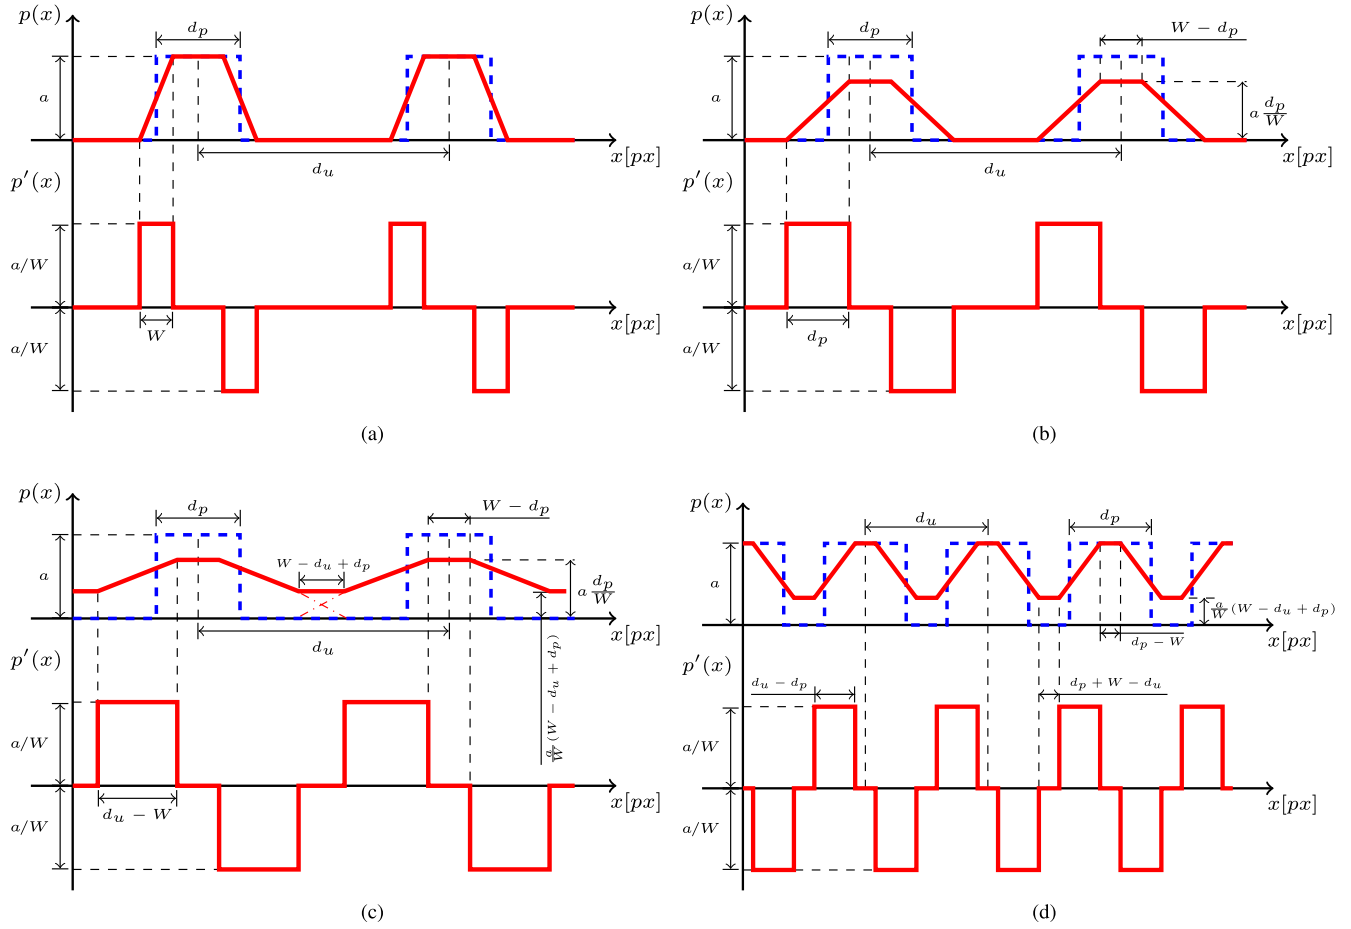 p(x)
d_p
a
x[px]
d_u
p′(x)
a/W
W
a/W
x[px]
(a)
p(x)
d_p
W − d_p
a
a d_p/W
x[px]
d_u
p′(x)
a/W
d_p
a/W
x[px]
(b)
p(x)
d_p
W − d_p
W − d_u + d_p
a
a d_p/W
x[px]
d_u
p′(x)
a/W (W − d_u + d_p)
a/W
d_u − W
a/W
x[px]
(c)
p(x)
d_u
d_p
a
a/W (W − d_u + d_p)
d_p − W
x[px]
p′(x)
d_u − d_p
d_p + W − d_u
a/W
a/W
x[px]
(d)